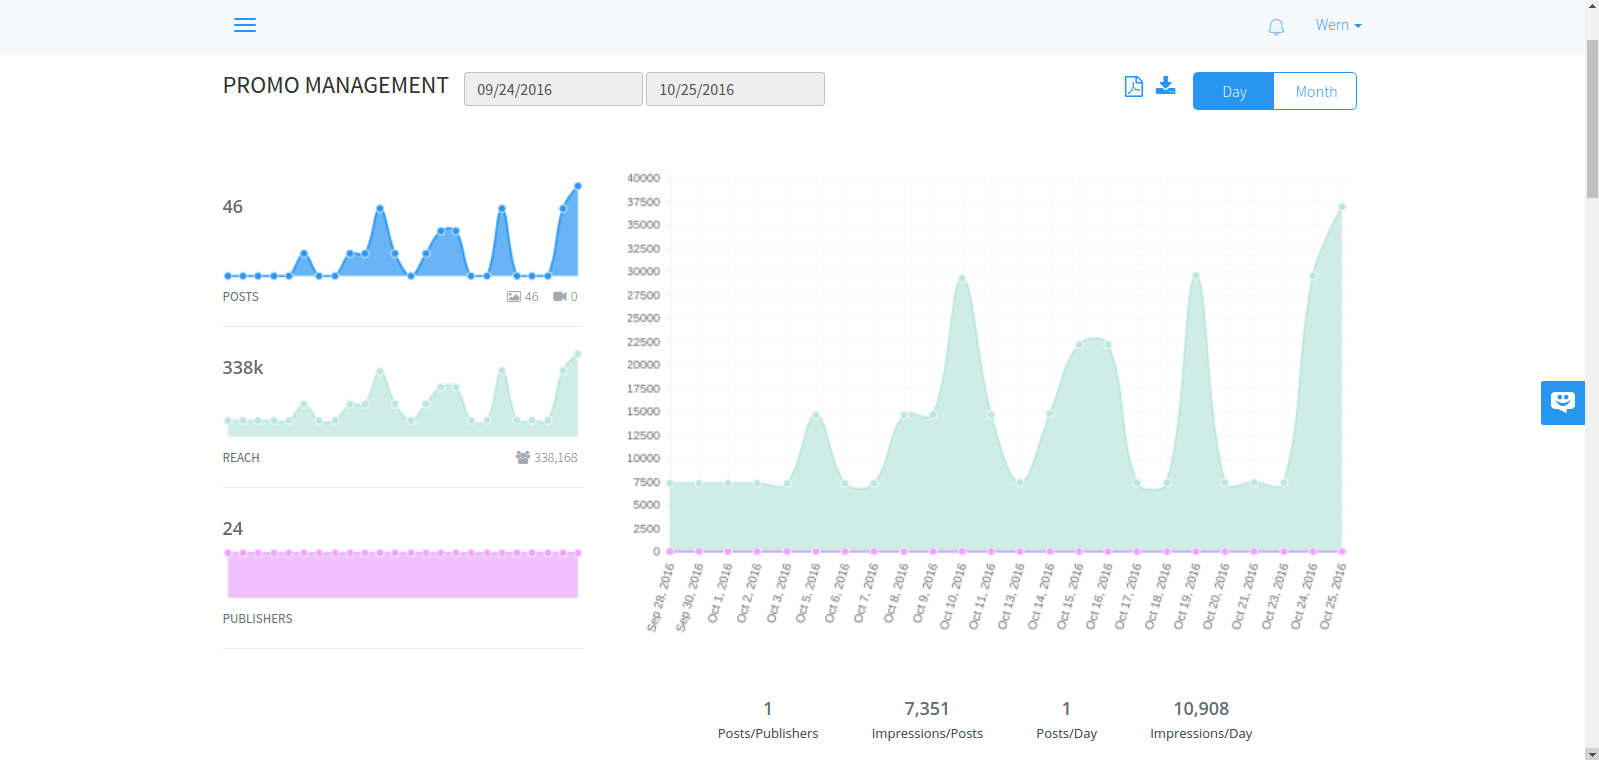 Wern
PROMO MANAGEMENT
09/24/2016
10/25/2016
Day
Month
46
POSTS
46
0
338k
REACH
338,168
24
PUBLISHERS
40000
37500
35000
32500
30000
27500
25000
22500
20000
17500
15000
12500
10000
7500
5000
2500
0
Sep 28, 2016
Sep 30, 2016
Oct 1, 2016
Oct 2, 2016
Oct 3, 2016
Oct 5, 2016
Oct 6, 2016
Oct 7, 2016
Oct 8, 2016
Oct 9, 2016
Oct 10, 2016
Oct 11, 2016
Oct 13, 2016
Oct 14, 2016
Oct 15, 2016
Oct 16, 2016
Oct 17, 2016
Oct 18, 2016
Oct 19, 2016
Oct 20, 2016
Oct 21, 2016
Oct 23, 2016
Oct 24, 2016
Oct 25, 2016
1
Posts/Publishers
7,351
Impressions/Posts
1
Posts/Day
10,908
Impressions/Day